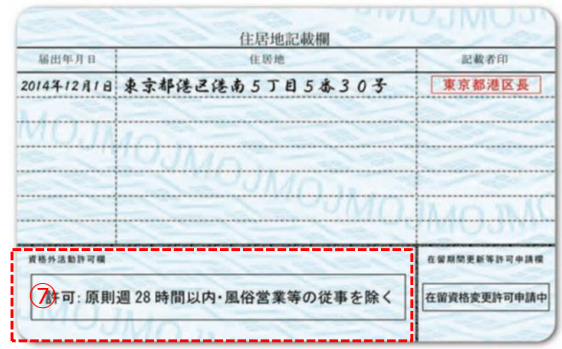 住居地記載欄
届出年月日 住居地 記載者印
2014年12月1日 東京都港区港南5丁目5番30号 東京都港区長
MOJMOJMOJMOJMOJ
資格外活動許可欄 在留期間更新等許可申請欄
⑦許可:原則週28時間以内・風俗営業等の従事を除く 在留資格変更許可申請中